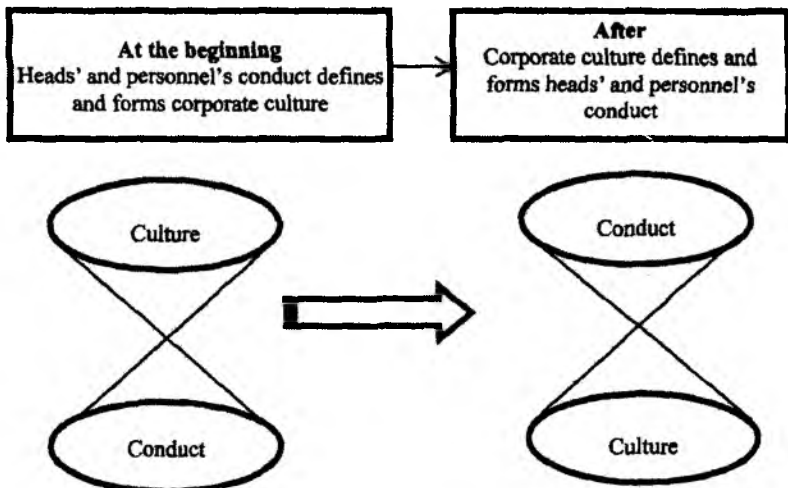 At the beginning
Heads’ and personnel’s conduct defines
and forms corporate culture
After
Corporate culture defines and
forms heads’ and personnel’s
conduct
Culture
Conduct
Conduct
Culture